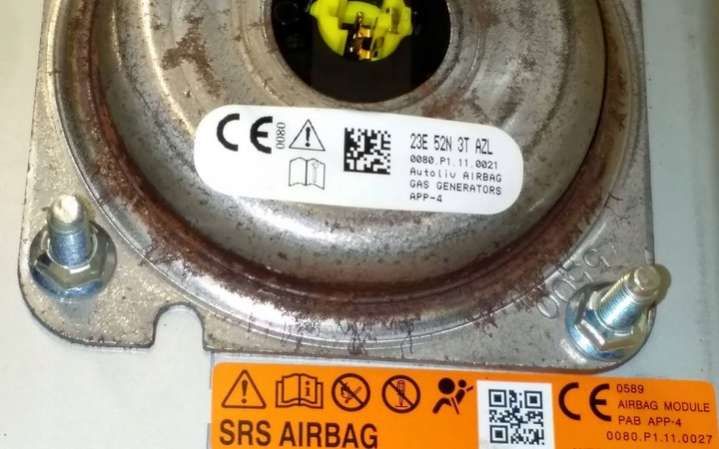 CE 0080
23E 52N 3T AZL
0080.P1.11.0021
Autoliv AIRBAG
GAS GENERATORS
APP-4
SRS AIRBAG
CE 0589
AIRBAG MODULE
PAB APP-4
0080.P1.11.0027